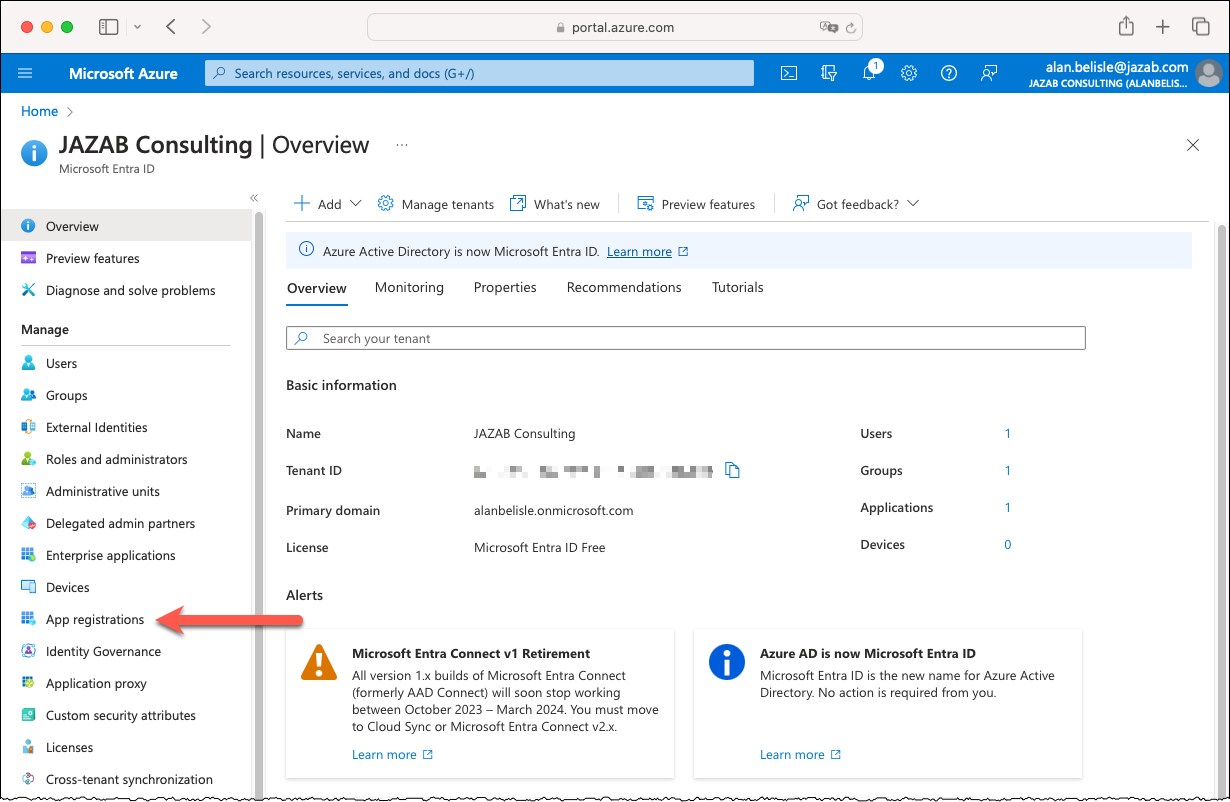 portal.azure.com
Microsoft Azure
Search resources, services, and docs (G+/)
1
alan.belisle@jazab.com
JAZAB CONSULTING (ALANBELIS...
Home
JAZAB Consulting | Overview ...
Microsoft Entra ID
Overview
Preview features
Diagnose and solve problems
Manage
Users
Groups
External Identities
Roles and administrators
Administrative units
Delegated admin partners
Enterprise applications
Devices
App registrations
Identity Governance
Application proxy
Custom security attributes
Licenses
Cross-tenant synchronization
Add
Manage tenants
What's new
Preview features
Got feedback?
Azure Active Directory is now Microsoft Entra ID. Learn more
Overview
Monitoring
Properties
Recommendations
Tutorials
Search your tenant
Basic information
Name JAZAB Consulting
Tenant ID
Primary domain alanbelisle.onmicrosoft.com
License Microsoft Entra ID Free
Users 1
Groups 1
Applications 1
Devices 0
Alerts
Microsoft Entra Connect v1 Retirement
All version 1.x builds of Microsoft Entra Connect
(formerly AAD Connect) will soon stop working
between October 2023 – March 2024. You must move
to Cloud Sync or Microsoft Entra Connect v2.x.
Learn more
Azure AD is now Microsoft Entra ID
Microsoft Entra ID is the new name for Azure Active
Directory. No action is required from you.
Learn more